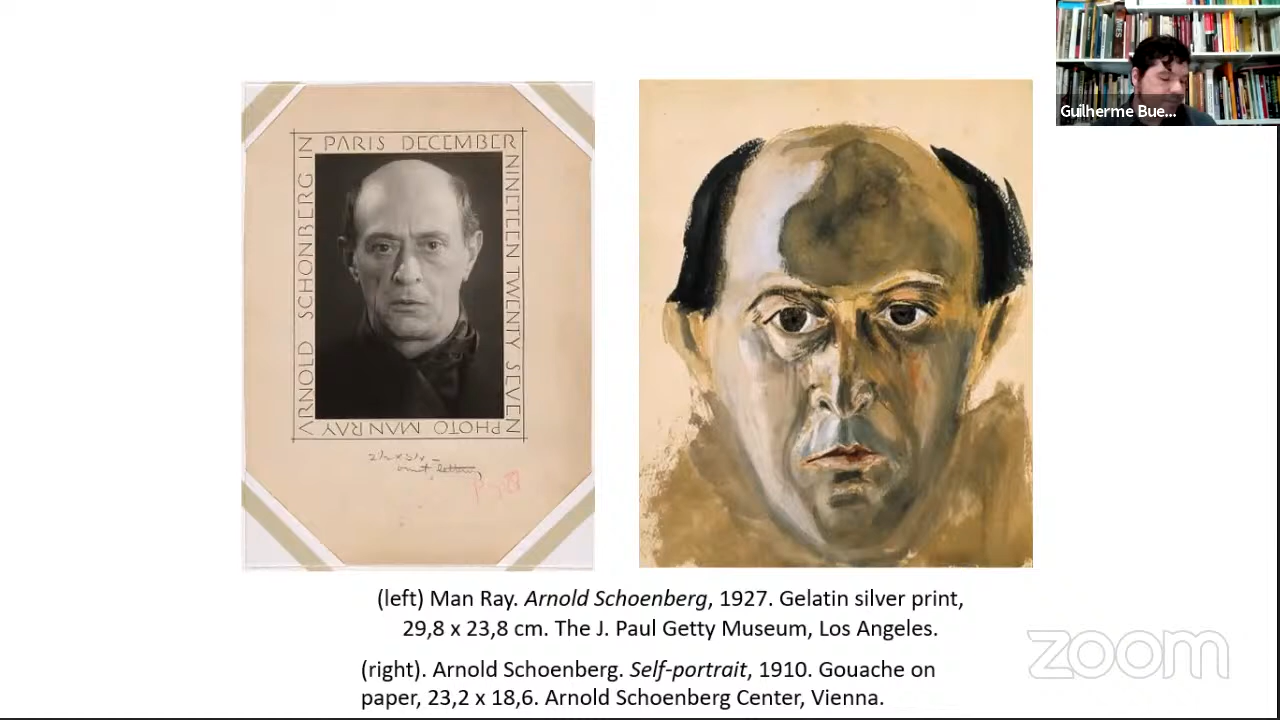 Guilherme Bue...
PARIS DECEMBER
NINETEEN TWENTY SEVEN
PHOTO MAN RAY
ARNOLD SCHONBERG IN
(left) Man Ray. Arnold Schoenberg, 1927. Gelatin silver print,
29,8 x 23,8 cm. The J. Paul Getty Museum, Los Angeles.
(right). Arnold Schoenberg. Self-portrait, 1910. Gouache on
paper, 23,2 x 18,6. Arnold Schoenberg Center, Vienna.
zoom